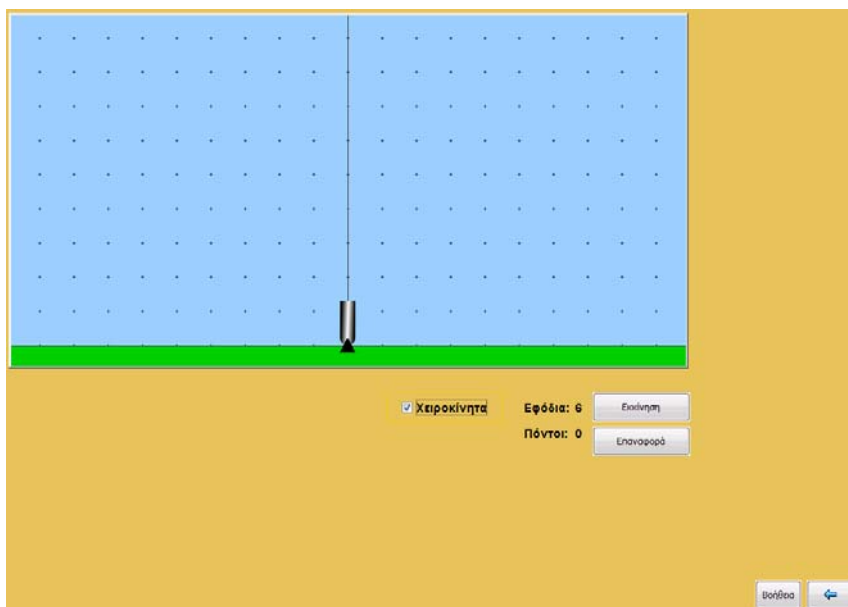 Χειροκίνητα
Εφόδια: 6
Εκκίνηση
Πόντοι: 0
Επαναφορά
Βοήθεια